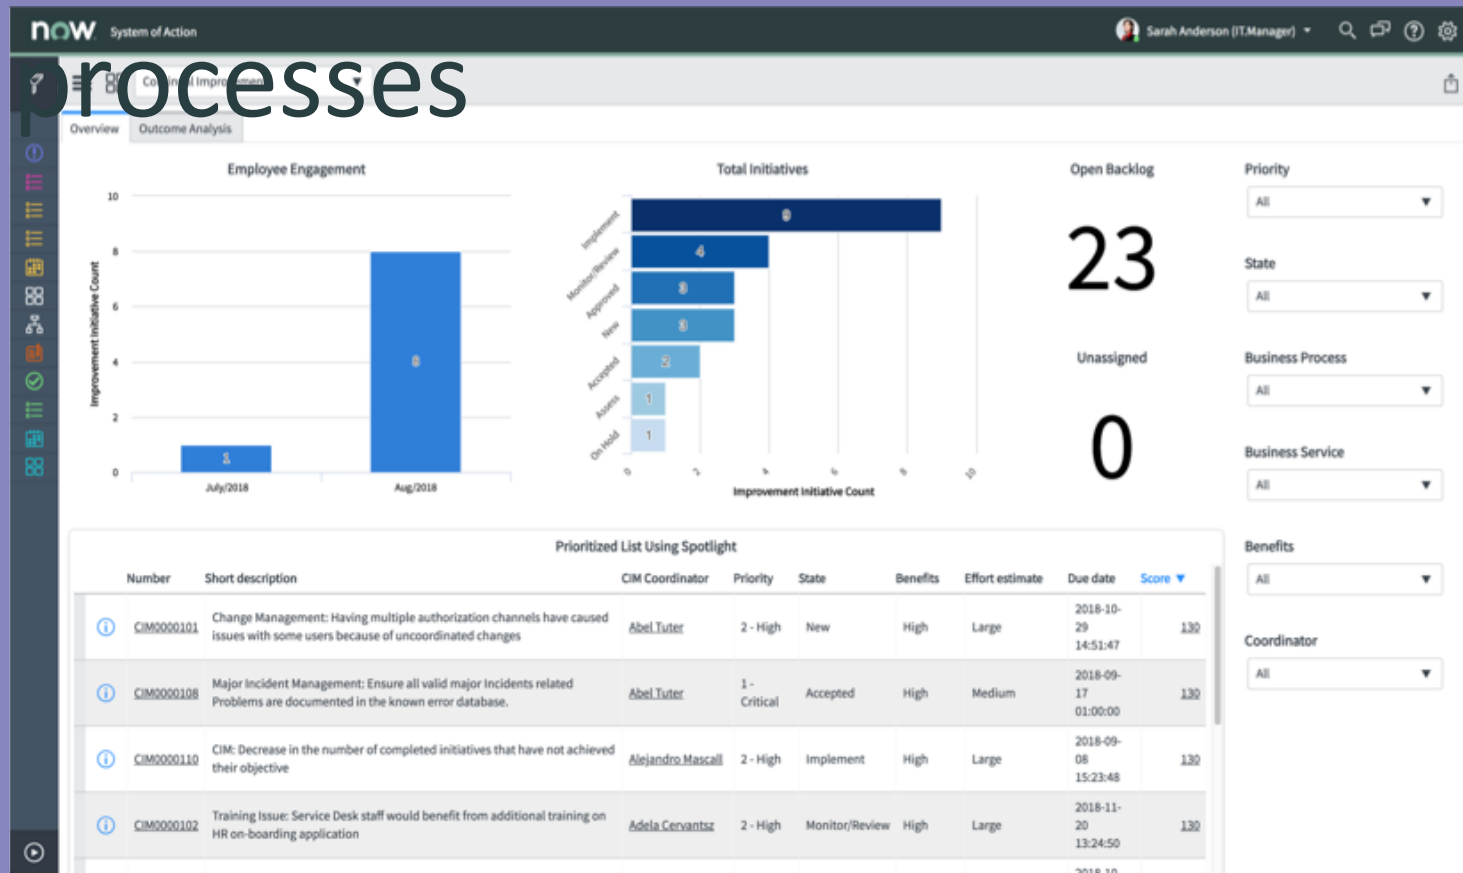 now System of Action
Sarah Anderson (IT.Manager)
processes
Continual Improvement
Overview
Outcome Analysis
Employee Engagement
10
8
6
4
2
0
Improvement Initiative Count
1
8
July/2018
Aug/2018
Total Initiatives
Implement
9
Monitor/Review
4
Approved
3
New
3
Accepted
2
Assess
1
On Hold
1
0 2 4 6 8 10
Improvement Initiative Count
Open Backlog
23
Unassigned
0
Priority
All
State
All
Business Process
All
Business Service
All
Benefits
All
Coordinator
All
Prioritized List Using Spotlight
Number Short description CIM Coordinator Priority State Benefits Effort estimate Due date Score ▼
CIM0000101
Change Management: Having multiple authorization channels have caused
issues with some users because of uncoordinated changes
Abel Tuter
2 - High
New
High
Large
2018-10-
29
14:51:47
130
CIM0000108
Major Incident Management: Ensure all valid major Incidents related
Problems are documented in the known error database.
Abel Tuter
1 -
Critical
Accepted
High
Medium
2018-09-
17
01:00:00
130
CIM0000110
CIM: Decrease in the number of completed initiatives that have not achieved
their objective
Alejandro Mascall
2 - High
Implement
High
Large
2018-09-
08
15:23:48
130
CIM0000102
Training Issue: Service Desk staff would benefit from additional training on
HR on-boarding application
Adela Cervantsz
2 - High
Monitor/Review
High
Large
2018-11-
20
13:24:50
130
2018-10-